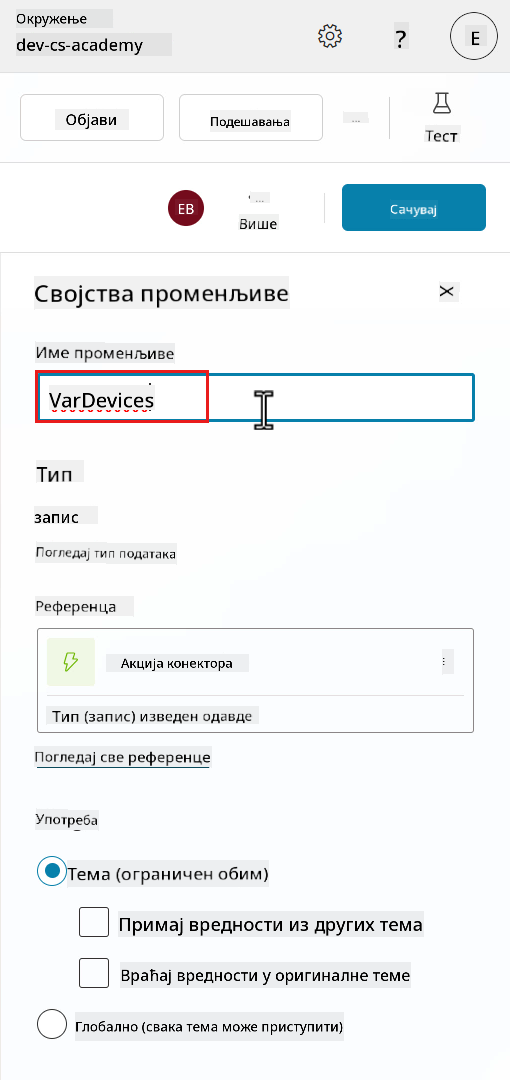 Окружење
dev-cs-academy
?
E
Објави
Подешавања
...
Тест
EB
...
Више
Сачувај
Својства променљиве
Име променљиве
VarDevices
Тип
запис
Погледај тип података
Референца
Акција конектора
Тип (запис) изведен одавде
Погледај све референце
Употреба
Тема (ограничен обим)
Примај вредности из других тема
Враћај вредности у оригиналне теме
Глобално (свака тема може приступити)